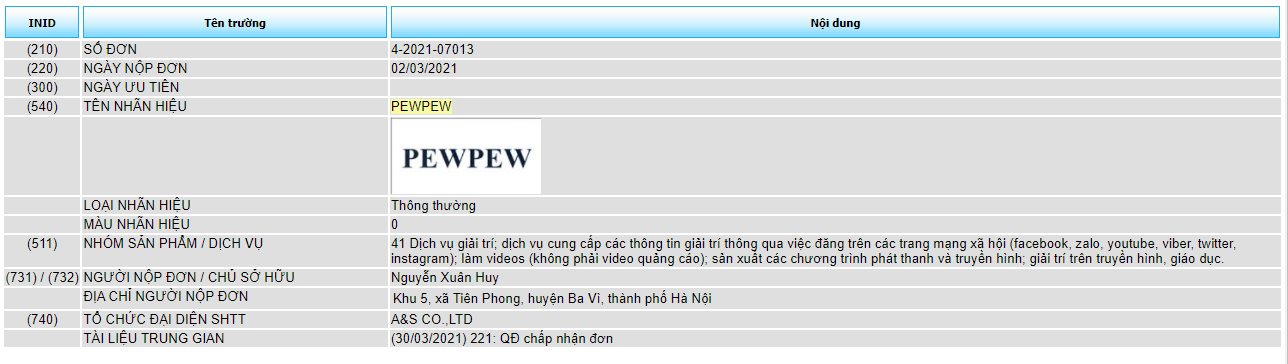 INID Tên trường Nội dung
(210) SỐ ĐƠN 4-2021-07013
(220) NGÀY NỘP ĐƠN 02/03/2021
(300) NGÀY ƯU TIÊN
(540) TÊN NHÃN HIỆU PEWPEW
PEWPEW
LOẠI NHÃN HIỆU Thông thường
MÀU NHÃN HIỆU 0
(511) NHÓM SẢN PHẨM / DỊCH VỤ 41 Dịch vụ giải trí; dịch vụ cung cấp các thông tin giải trí thông qua việc đăng trên các trang mạng xã hội (facebook, zalo, youtube, viber, twitter,
instagram); làm videos (không phải video quảng cáo); sản xuất các chương trình phát thanh và truyền hình; giải trí trên truyền hình, giáo dục.
(731) / (732) NGƯỜI NỘP ĐƠN / CHỦ SỞ HỮU Nguyễn Xuân Huy
ĐỊA CHỈ NGƯỜI NỘP ĐƠN Khu 5, xã Tiên Phong, huyện Ba Vì, thành phố Hà Nội
(740) TỔ CHỨC ĐẠI DIỆN SHTT A&S CO.,LTD
TÀI LIỆU TRUNG GIAN (30/03/2021) 221: QĐ chấp nhận đơn